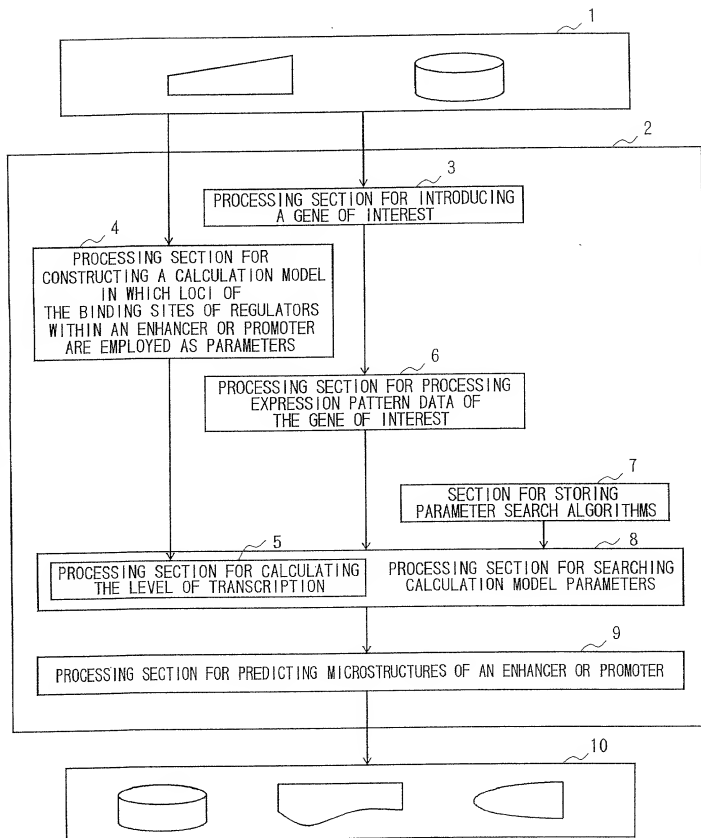 1
2
3
PROCESSING SECTION FOR INTRODUCING
A GENE OF INTEREST
4
PROCESSING SECTION FOR
CONSTRUCTING A CALCULATION MODEL
IN WHICH LOCI OF
THE BINDING SITES OF REGULATORS
WITHIN AN ENHANCER OR PROMOTER
ARE EMPLOYED AS PARAMETERS
6
PROCESSING SECTION FOR PROCESSING
EXPRESSION PATTERN DATA OF
THE GENE OF INTEREST
7
SECTION FOR STORING
PARAMETER SEARCH ALGORITHMS
5
PROCESSING SECTION FOR CALCULATING
THE LEVEL OF TRANSCRIPTION
8
PROCESSING SECTION FOR SEARCHING
CALCULATION MODEL PARAMETERS
9
PROCESSING SECTION FOR PREDICTING MICROSTRUCTURES OF AN ENHANCER OR PROMOTER
10